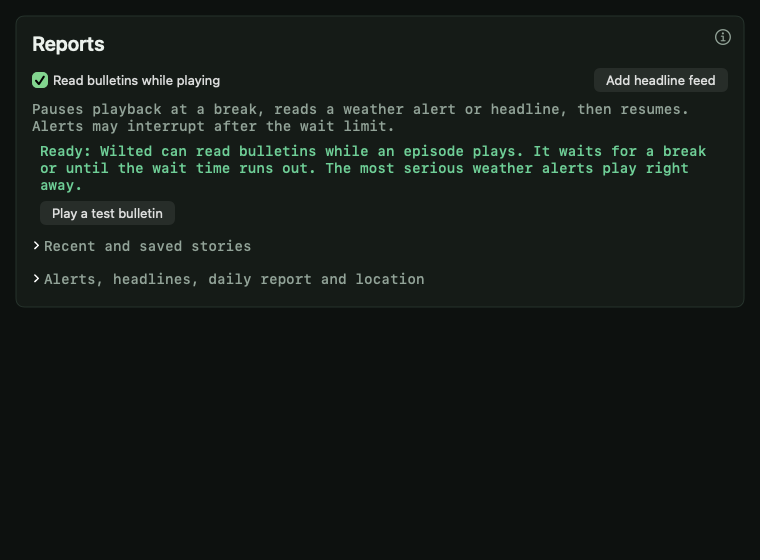 Reports
Read bulletins while playing
Add headline feed
Pauses playback at a break, reads a weather alert or headline, then resumes.
Alerts may interrupt after the wait limit.
Ready: Wilted can read bulletins while an episode plays. It waits for a break
or until the wait time runs out. The most serious weather alerts play right
away.
Play a test bulletin
Recent and saved stories
Alerts, headlines, daily report and location